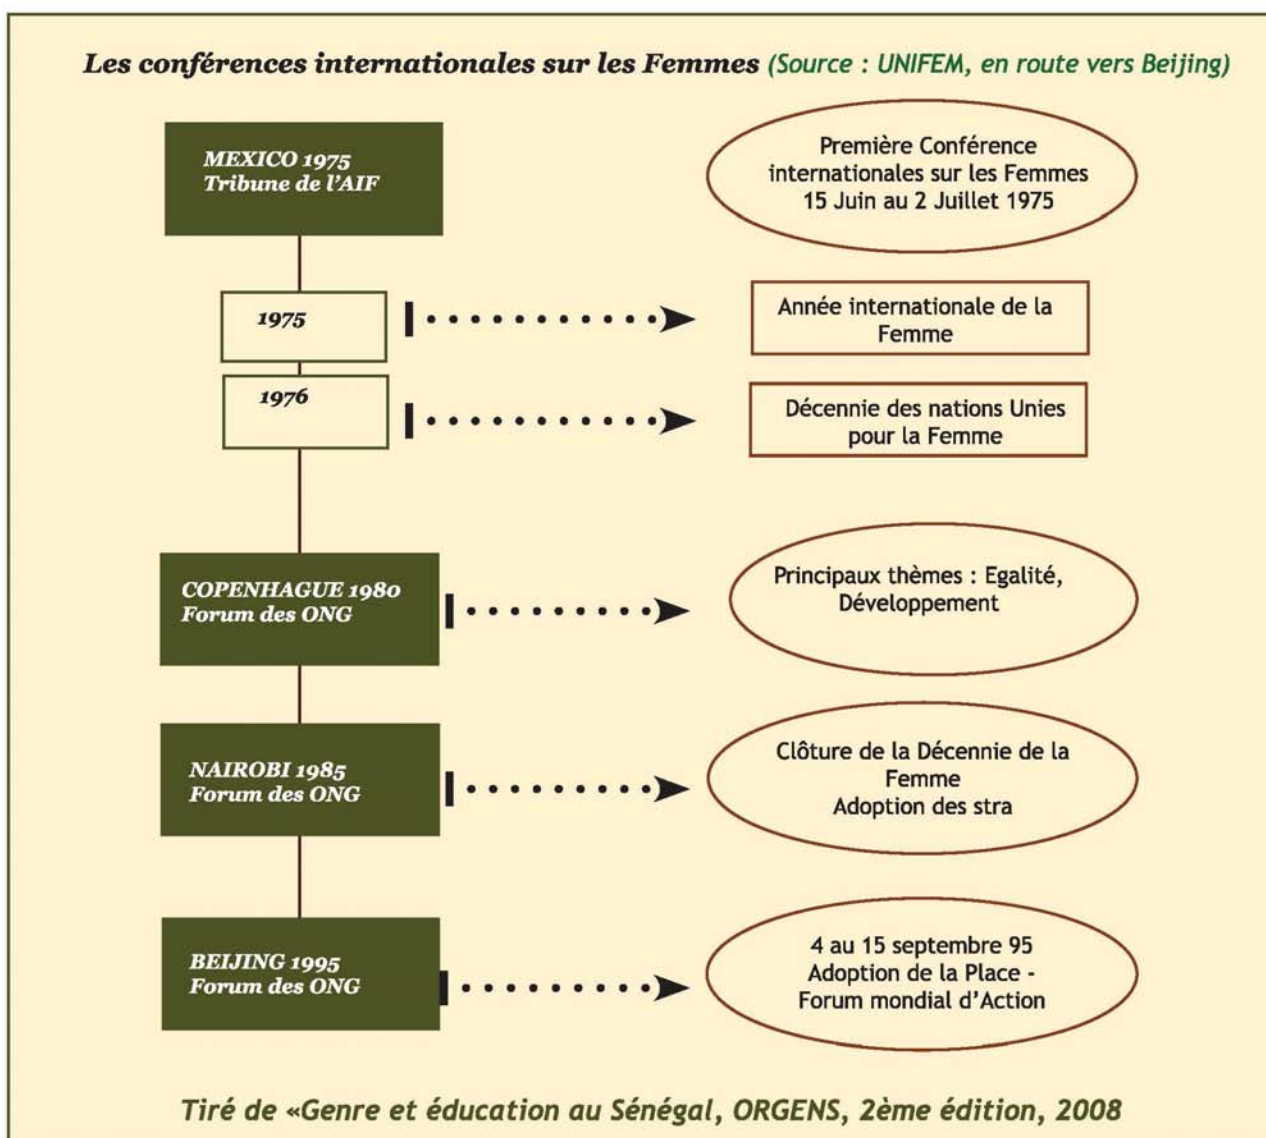 Les conférences internationales sur les Femmes (Source : UNIFEM, en route vers Beijing)
MEXICO 1975
Tribune de l'AIF
Première Conférence
internationales sur les Femmes
15 Juin au 2 Juillet 1975
1975
Année internationale de la
Femme
1976
Décennie des nations Unies
pour la Femme
COPENHAGUE 1980
Forum des ONG
Principaux thèmes : Egalité,
Développement
NAIROBI 1985
Forum des ONG
Clôture de la Décennie de la
Femme
Adoption des stra
BEIJING 1995
Forum des ONG
4 au 15 septembre 95
Adoption de la Place -
Forum mondial d'Action
Tiré de «Genre et éducation au Sénégal, ORGENS, 2ème édition, 2008